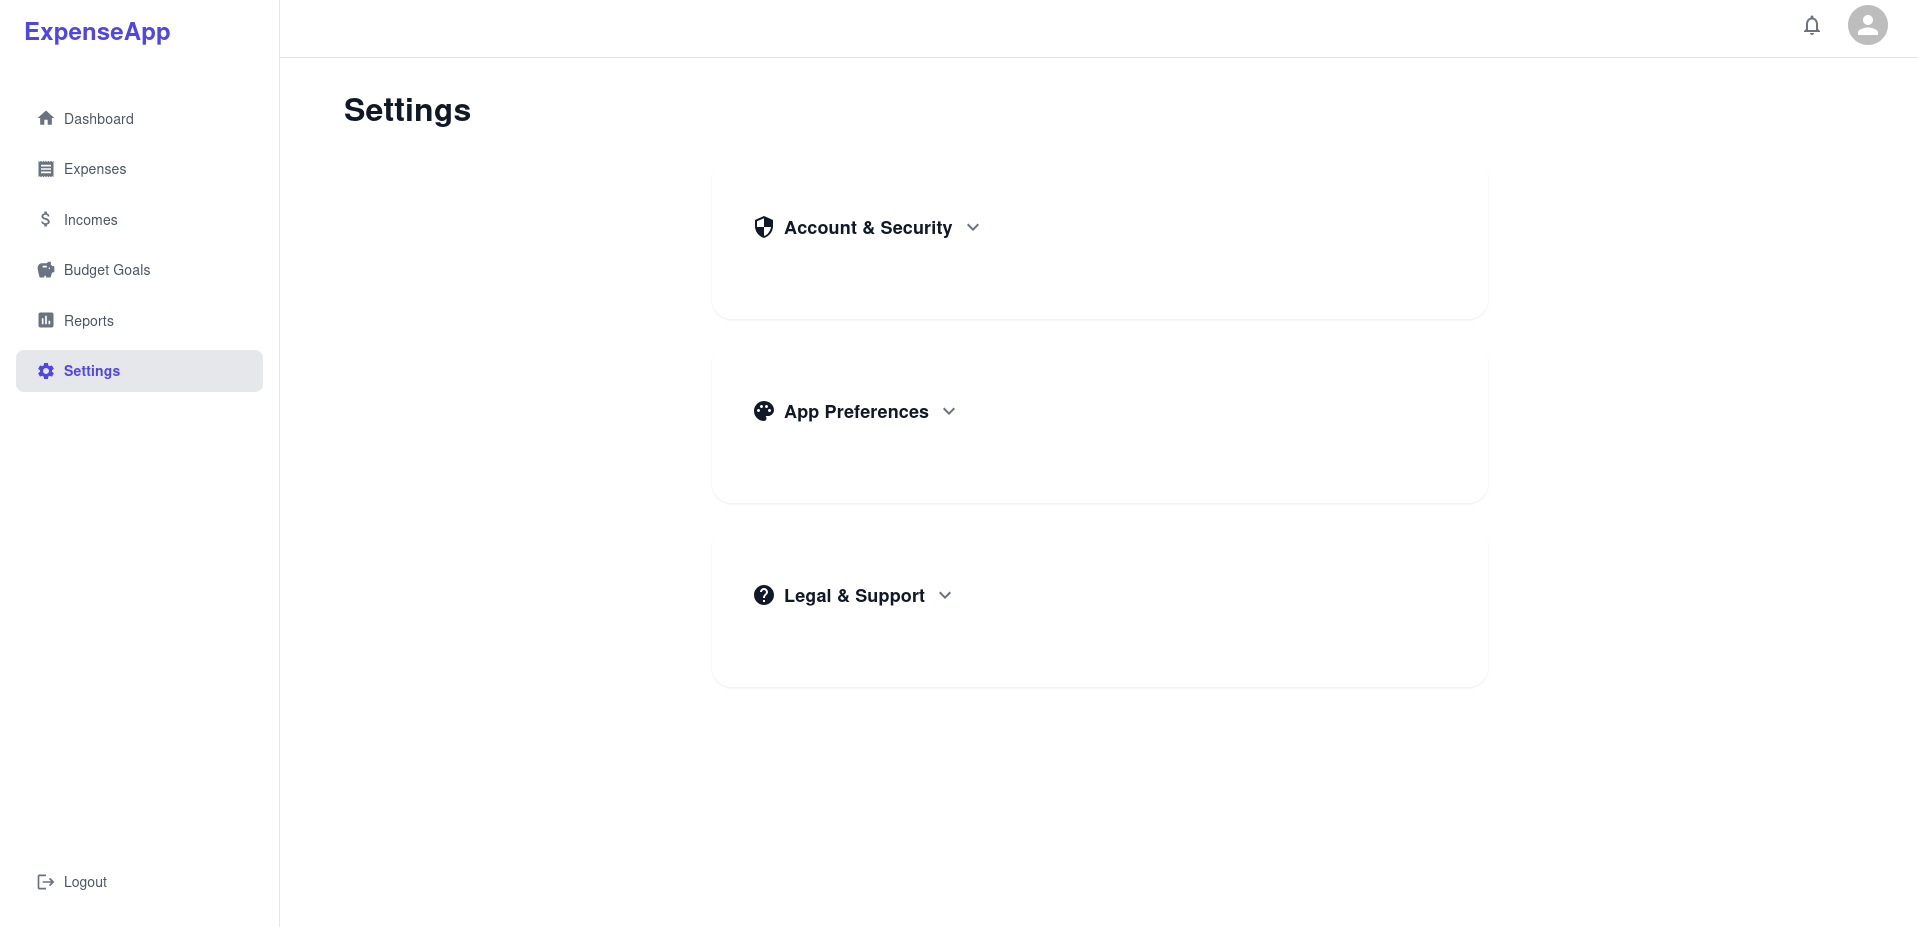 ExpenseApp
Dashboard
Expenses
Incomes
Budget Goals
Reports
Settings
Logout
Settings
Account & Security
App Preferences
Legal & Support